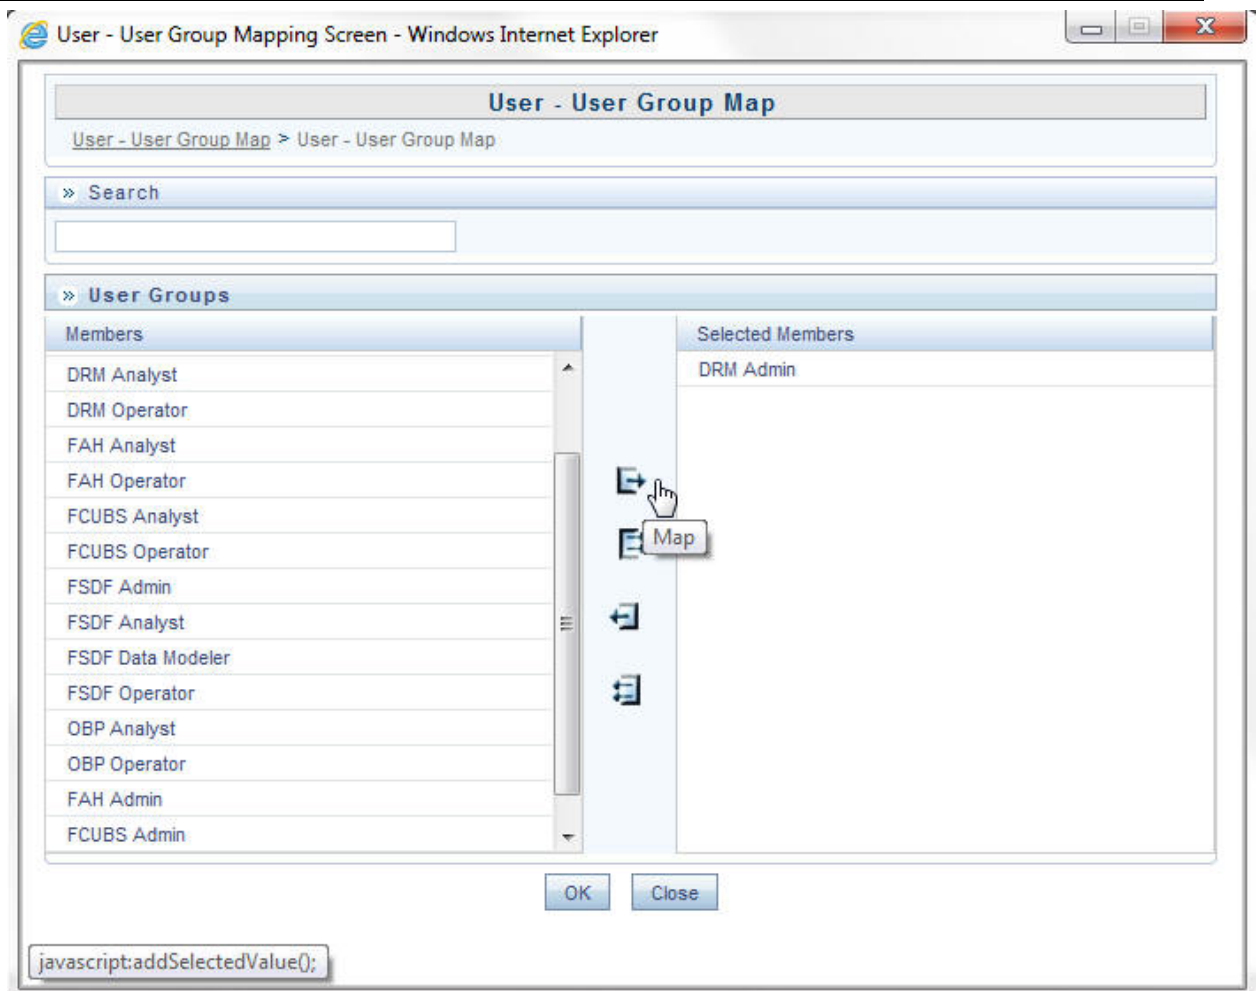 User - User Group Mapping Screen - Windows Internet Explorer
User - User Group Map
User - User Group Map > User - User Group Map
» Search
» User Groups
Members
Selected Members
DRM Analyst
DRM Admin
DRM Operator
FAH Analyst
FAH Operator
FCUBS Analyst
Map
FCUBS Operator
FSDF Admin
FSDF Analyst
FSDF Data Modeler
FSDF Operator
OBP Analyst
OBP Operator
FAH Admin
FCUBS Admin
OK
Close
javascript:addSelectedValue();